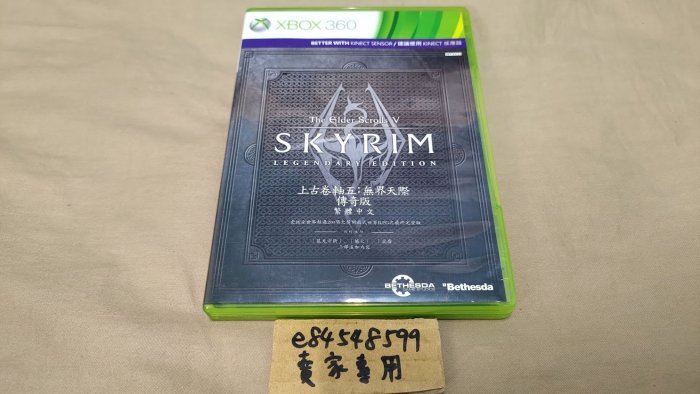 XBOX 360
BETTER WITH KINECT SENSOR / 建議使用 KINECT 感應器
The Elder Scrolls V
SKYRIM
LEGENDARY EDITION
上古卷軸五：無界天際
傳奇版
繁體中文
BETHESDA
Bethesda
e84548599
賣家專用